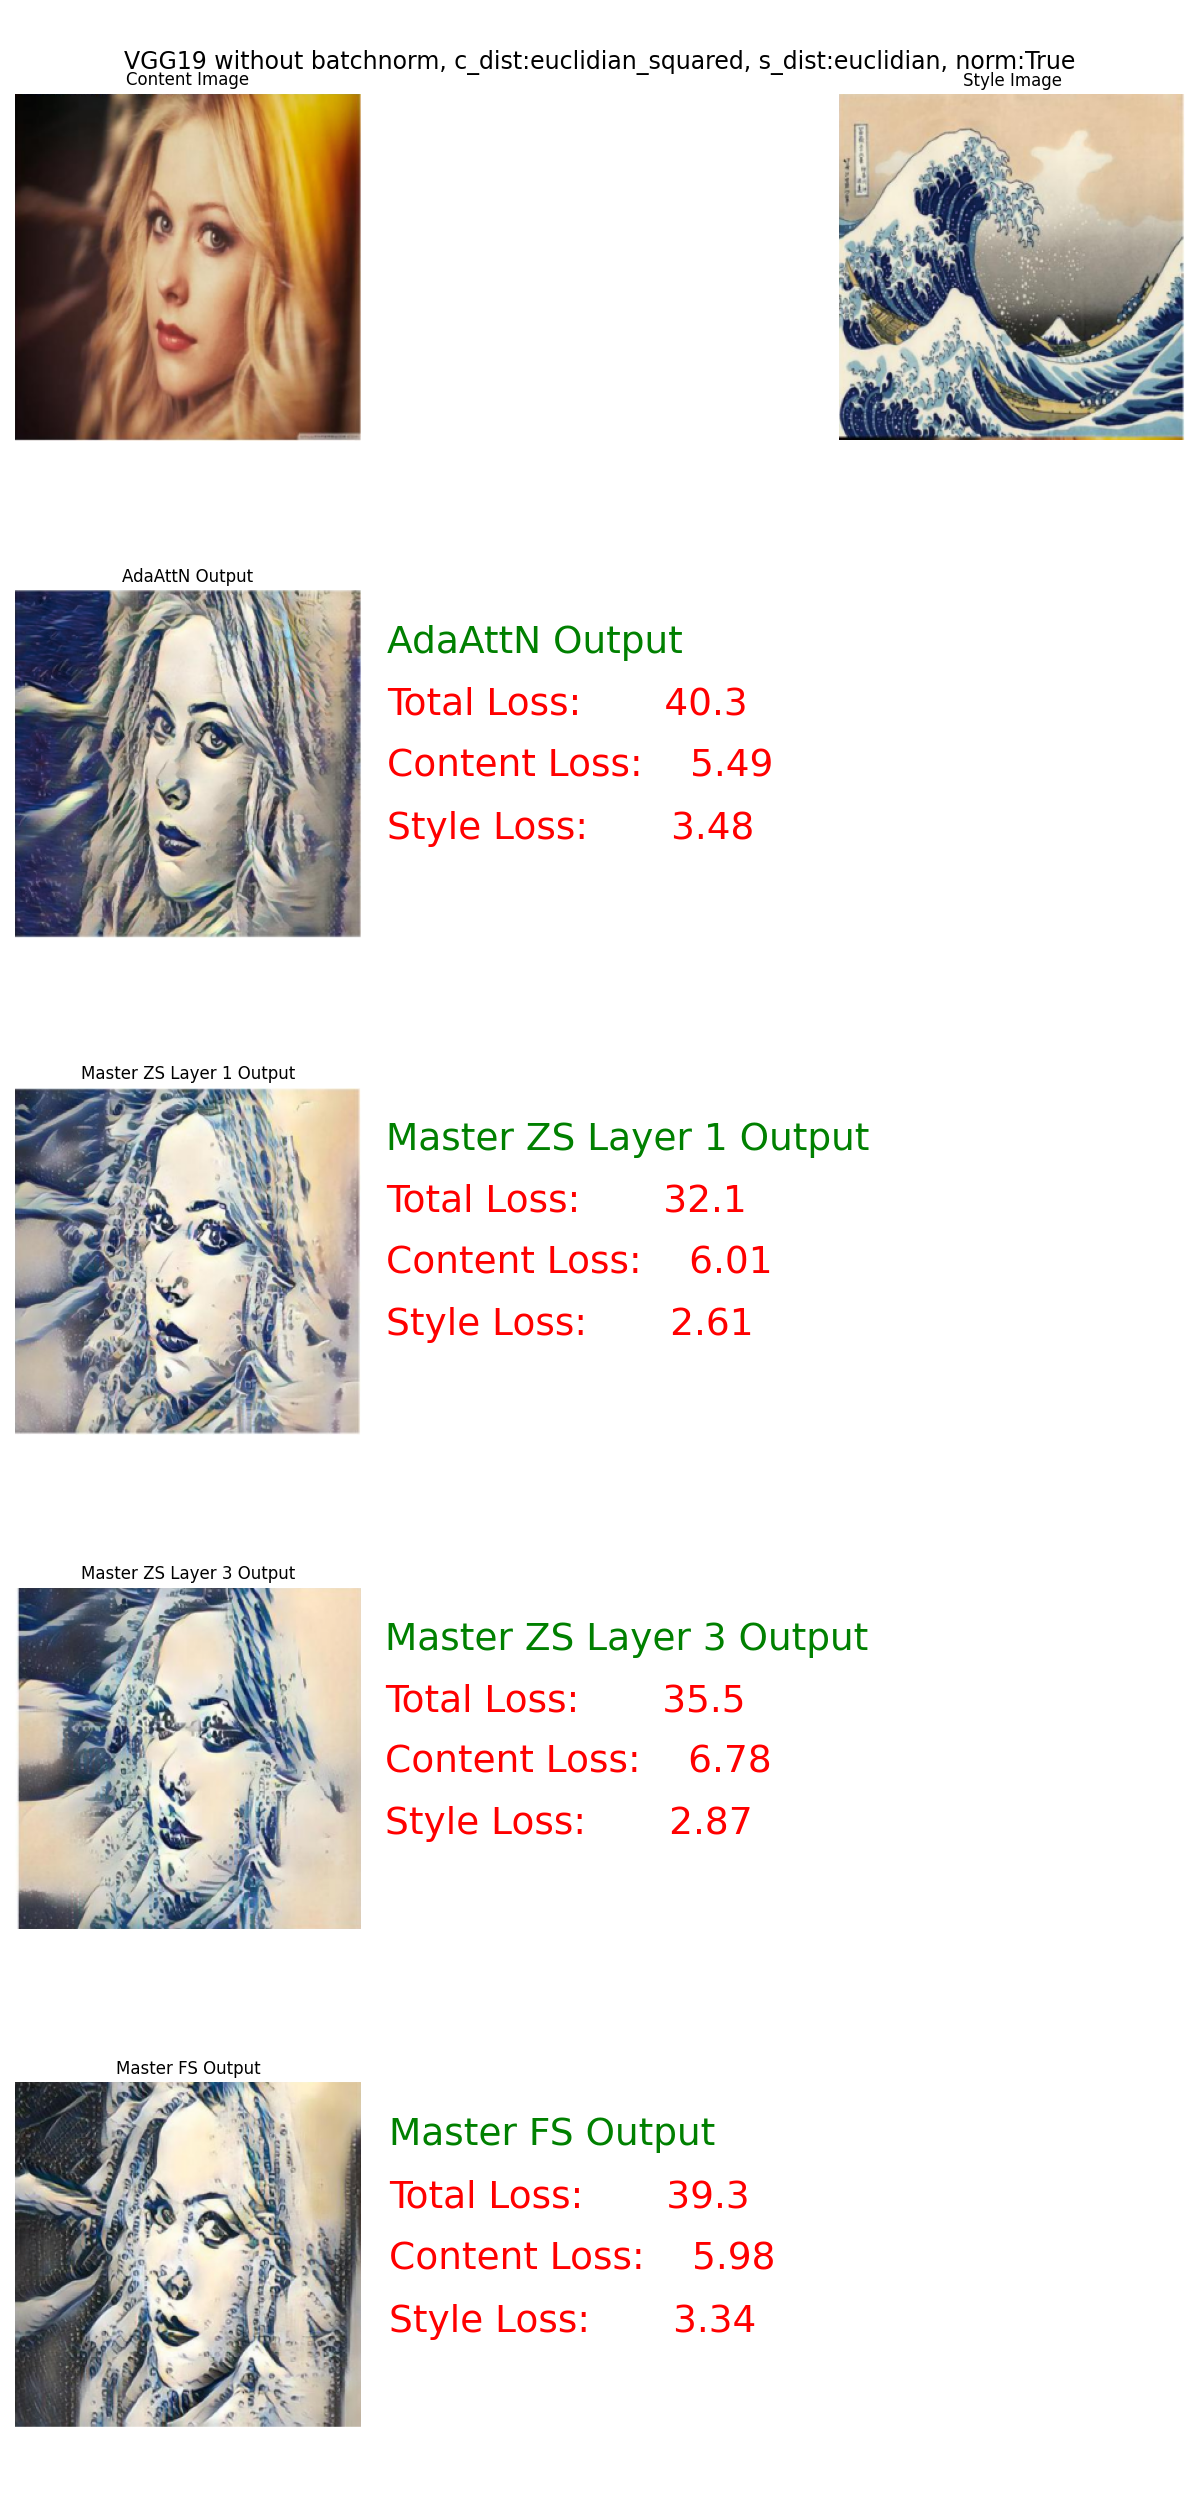 VGG19 without batchnorm, c_dist:euclidian_squared, s_dist:euclidian, norm:True
Content Image
Style Image
AdaAttN Output
AdaAttN Output
Total Loss: 40.3
Content Loss: 5.49
Style Loss: 3.48
Master ZS Layer 1 Output
Master ZS Layer 1 Output
Total Loss: 32.1
Content Loss: 6.01
Style Loss: 2.61
Master ZS Layer 3 Output
Master ZS Layer 3 Output
Total Loss: 35.5
Content Loss: 6.78
Style Loss: 2.87
Master FS Output
Master FS Output
Total Loss: 39.3
Content Loss: 5.98
Style Loss: 3.34